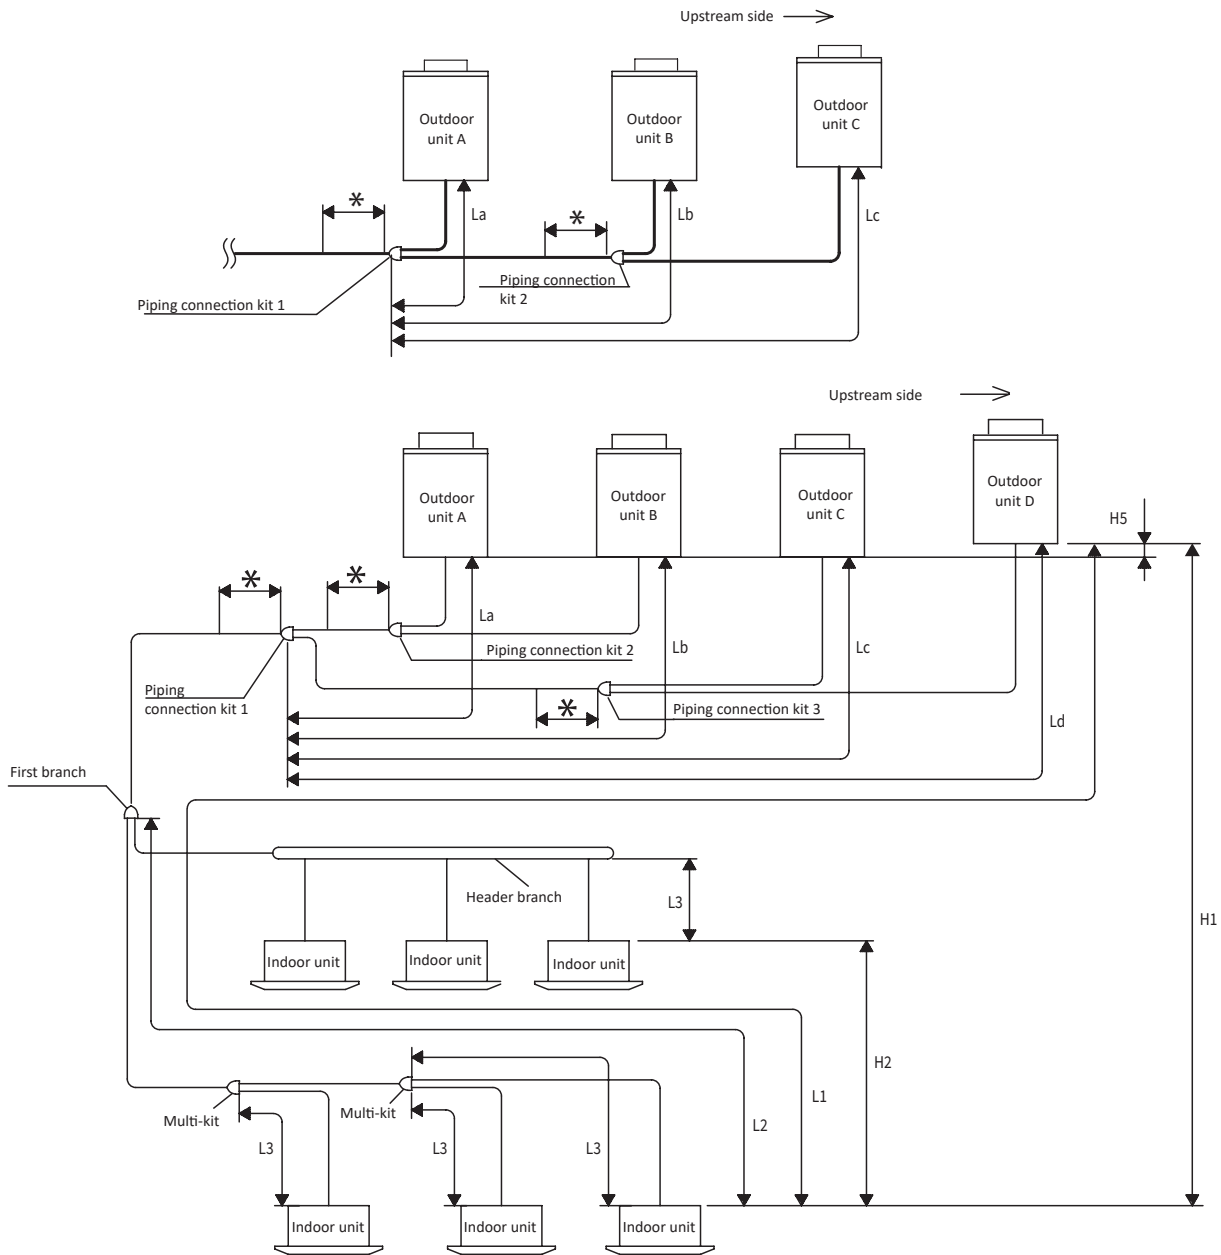 Upstream side
Outdoor
unit A
Outdoor
unit B
Outdoor
unit C
*
La
*
Lb
Lc
Piping connection kit 1
Piping connection
kit 2
Upstream side
Outdoor
unit A
Outdoor
unit B
Outdoor
unit C
Outdoor
unit D
H5
*
*
La
Piping connection kit 2
Lb
Lc
Piping
connection kit 1
*
Piping connection kit 3
Ld
First branch
Header branch
L3
H1
Indoor unit
Indoor unit
Indoor unit
H2
Multi-kit
Multi-kit
L1
L2
L3
L3
L3
Indoor unit
Indoor unit
Indoor unit